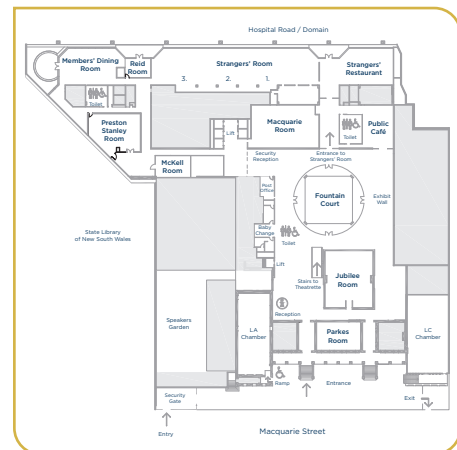 Hospital Road / Domain
Members' Dining
Room
Reid
Room
Strangers' Room
3.
2.
1.
Strangers'
Restaurant
Toilet
Preston
Stanley
Room
Lift
Macquarie
Room
Toilet
Public
Café
McKell
Room
Security
Reception
Entrance to
Strangers' Room
Post
Office
Fountain
Court
Exhibit
Wall
State Library
of New South Wales
Baby
Change
Toilet
Lift
Stairs to
Theatrette
Jubilee
Room
Reception
Speakers
Garden
LA
Chamber
Parkes
Room
LC
Chamber
Ramp
Entrance
Security
Gate
Exit
Entry
Macquarie Street